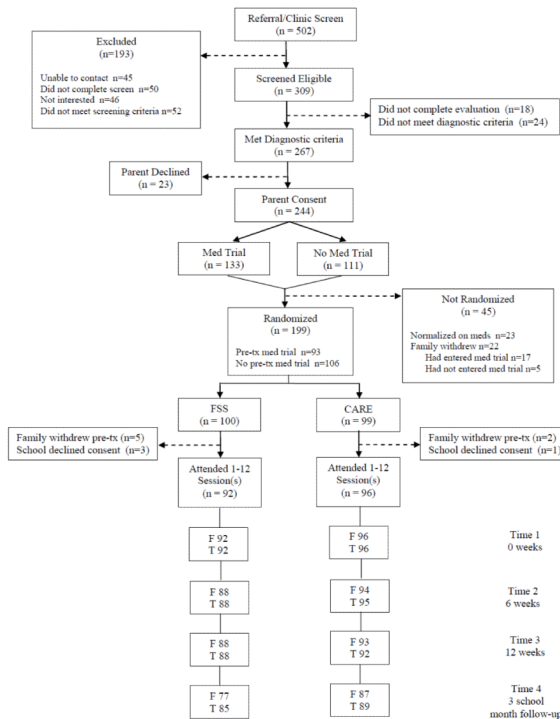 Referral/Clinic Screen
(n = 502)
Excluded
(n=193)
Unable to contact n=45
Did not complete screen n=50
Not interested n=46
Did not meet screening criteria n=52
Screened Eligible
(n = 309)
Did not complete evaluation (n=18)
Did not meet diagnostic criteria (n=24)
Met Diagnostic criteria
(n = 267)
Parent Declined
(n = 23)
Parent Consent
(n = 244)
Med Trial
(n = 133)
No Med Trial
(n = 111)
Not Randomized
(n = 45)
Normalized on meds n=23
Family withdrew n=22
Had entered med trial n=17
Had not entered med trial n=5
Randomized
(n = 199)
Pre-tx med trial n=93
No pre-tx med trial n=106
FSS
(n = 100)
CARE
(n = 99)
Family withdrew pre-tx (n=5)
School declined consent (n=3)
Family withdrew pre-tx (n=2)
School declined consent (n=1)
Attended 1-12
Session(s)
(n = 92)
Attended 1-12
Session(s)
(n = 96)
F 92
T 92
F 96
T 96
Time 1
0 weeks
F 88
T 88
F 94
T 95
Time 2
6 weeks
F 88
T 88
F 93
T 92
Time 3
12 weeks
F 77
T 85
F 87
T 89
Time 4
3 school
month follow-up